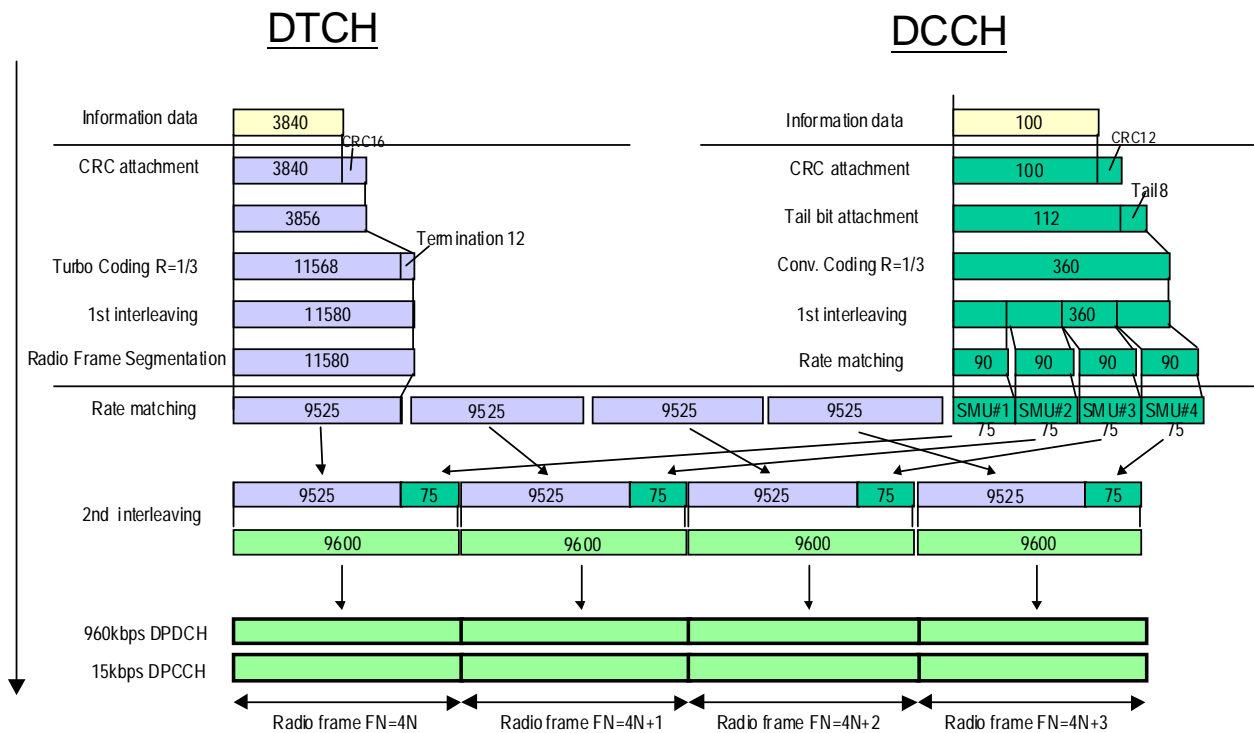 DTCH
DCCH
Information data
3840
Information data
100
CRC16
CRC12
CRC attachment
3840
CRC attachment
100
Tail8
3856
Tail bit attachment
112
Termination 12
Turbo Coding R=1/3
11568
Conv. Coding R=1/3
360
1st interleaving
11580
1st interleaving
360
Radio Frame Segmentation
11580
Rate matching
90
90
90
90
Rate matching
9525
9525
9525
9525
SMU#1
75
SMU#2
75
SMU#3
75
SMU#4
75
2nd interleaving
9525
75
9525
75
9525
75
9525
75
9600
9600
9600
9600
960kbps DPDCH
15kbps DPCCH
Radio frame FN=4N
Radio frame FN=4N+1
Radio frame FN=4N+2
Radio frame FN=4N+3